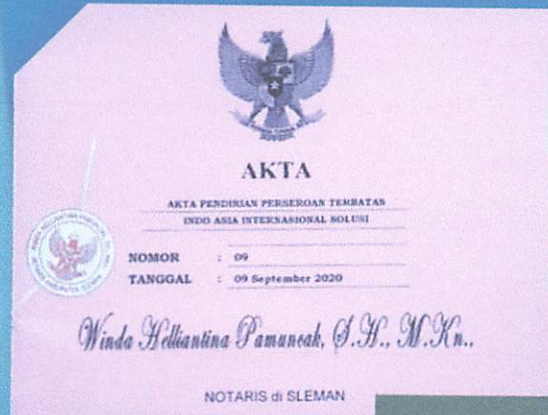 AKTA
AKTA PENDIRIAN PERSEROAN TERBATAS
INDO ASIA INTERNASIONAL SOLUSI
NOMOR : 09
TANGGAL : 09 September 2020
Winda Helliantina Pamuncak, S.H., M.Kn.,
NOTARIS di SLEMAN